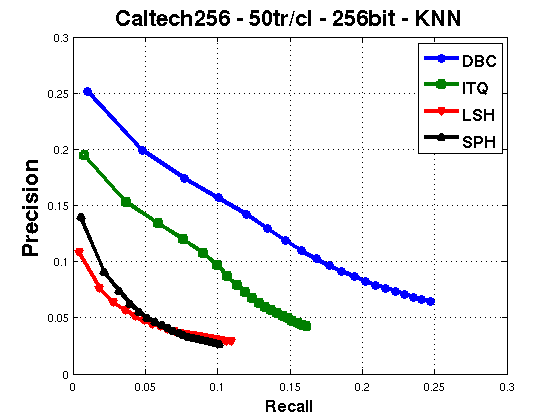 Caltech256 - 50tr/cl - 256bit - KNN
0.3
0.25
0.2
0.15
0.1
0.05
0
Precision
DBC
ITQ
LSH
SPH
0 0.05 0.1 0.15 0.2 0.25 0.3
Recall